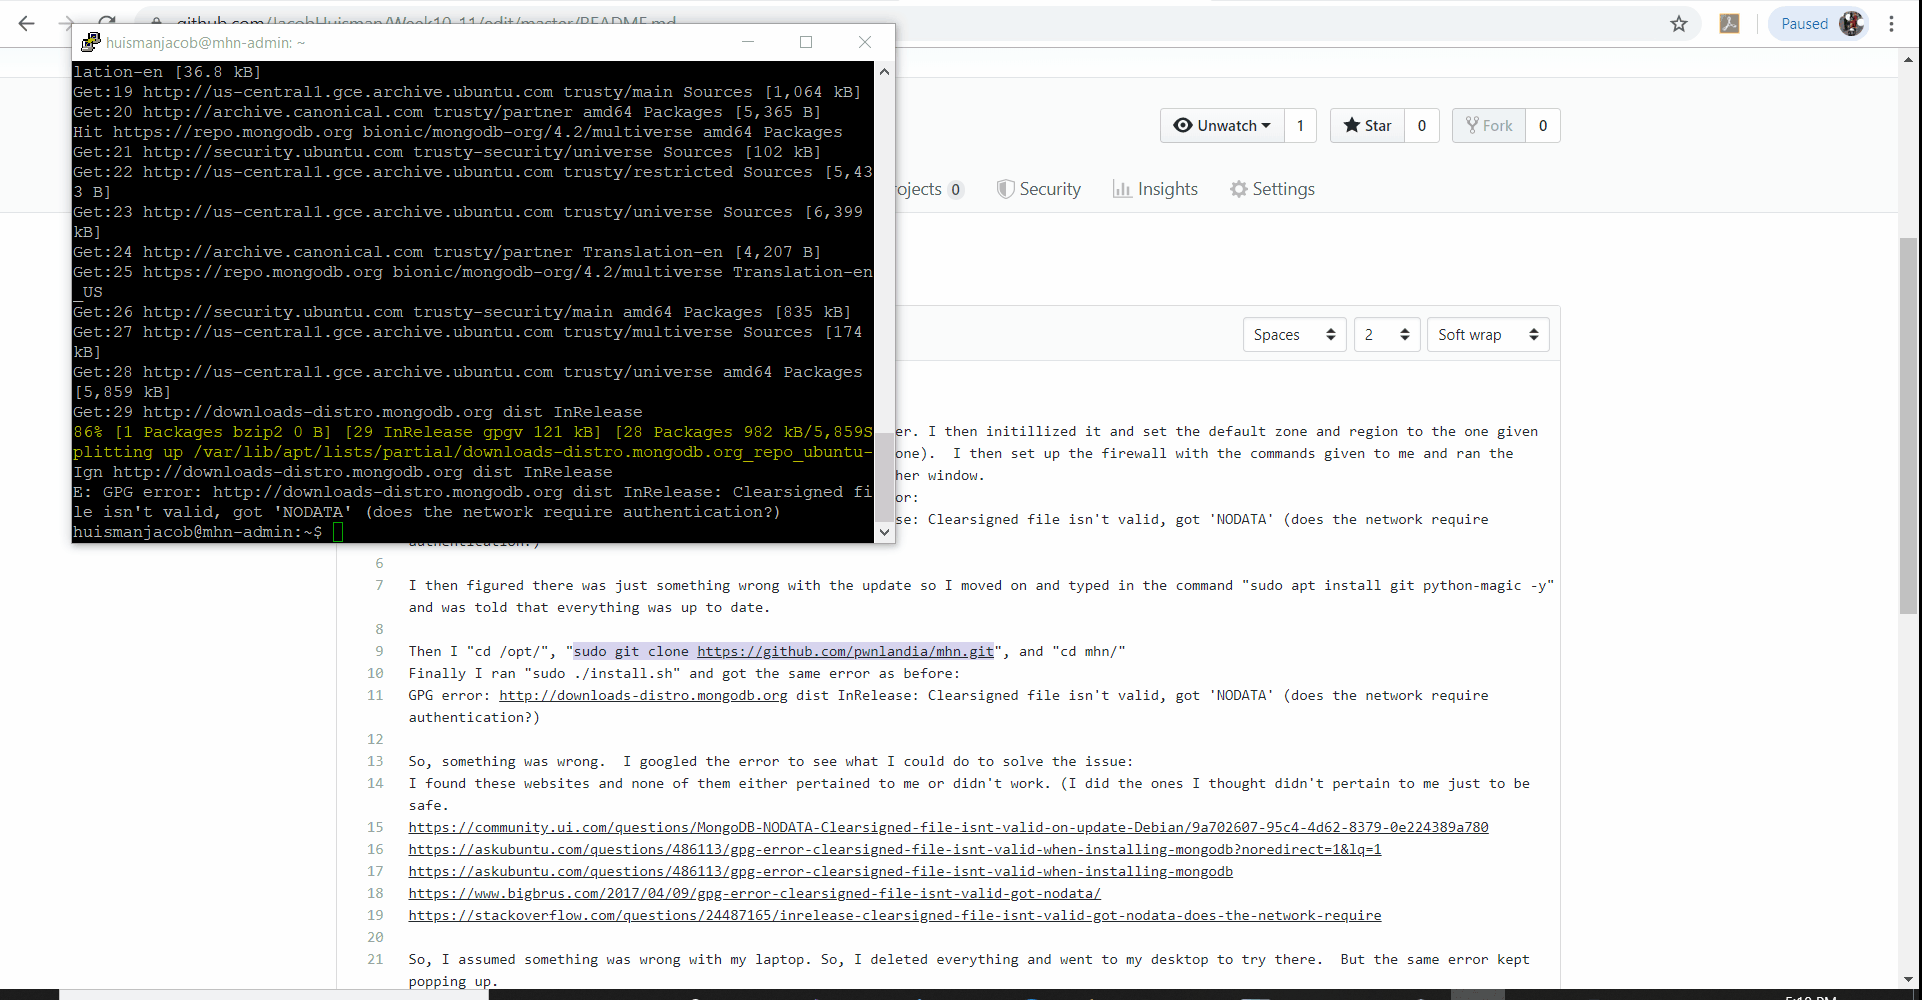 github.com/JacobHuisman/Week10-11/edit/master/README.md
Paused
huismanjacob@mhn-admin: ~
lation-en [36.8 kB]
Get:19 http://us-central1.gce.archive.ubuntu.com trusty/main Sources [1,064 kB]
Get:20 http://archive.canonical.com trusty/partner amd64 Packages [5,365 B]
Hit https://repo.mongodb.org bionic/mongodb-org/4.2/multiverse amd64 Packages
Get:21 http://security.ubuntu.com trusty-security/universe Sources [102 kB]
Get:22 http://us-central1.gce.archive.ubuntu.com trusty/restricted Sources [5,43
3 B]
Get:23 http://us-central1.gce.archive.ubuntu.com trusty/universe Sources [6,399
kB]
Get:24 http://archive.canonical.com trusty/partner Translation-en [4,207 B]
Get:25 https://repo.mongodb.org bionic/mongodb-org/4.2/multiverse Translation-en
_US
Get:26 http://security.ubuntu.com trusty-security/main amd64 Packages [835 kB]
Get:27 http://us-central1.gce.archive.ubuntu.com trusty/multiverse Sources [174
kB]
Get:28 http://us-central1.gce.archive.ubuntu.com trusty/universe amd64 Packages
[5,859 kB]
Get:29 http://downloads-distro.mongodb.org dist InRelease
86% [1 Packages bzip2 0 B] [29 InRelease gpgv 121 kB] [28 Packages 982 kB/5,859S
plitting up /var/lib/apt/lists/partial/downloads-distro.mongodb.org_repo_ubuntu-
Ign http://downloads-distro.mongodb.org dist InRelease
E: GPG error: http://downloads-distro.mongodb.org dist InRelease: Clearsigned fi
le isn't valid, got 'NODATA' (does the network require authentication?)
huismanjacob@mhn-admin:~$
Unwatch 1 Star 0 Fork 0
ojects 0 Security Insights Settings
Spaces 2 Soft wrap
er. I then initillized it and set the default zone and region to the one given
one).  I then set up the firewall with the commands given to me and ran the
her window.
or:
se: Clearsigned file isn't valid, got 'NODATA' (does the network require
authentication?)
6
7 I then figured there was just something wrong with the update so I moved on and typed in the command "sudo apt install git python-magic -y"
and was told that everything was up to date.
8
9 Then I "cd /opt/", "sudo git clone https://github.com/pwnlandia/mhn.git", and "cd mhn/"
10 Finally I ran "sudo ./install.sh" and got the same error as before:
11 GPG error: http://downloads-distro.mongodb.org dist InRelease: Clearsigned file isn't valid, got 'NODATA' (does the network require
authentication?)
12
13 So, something was wrong.  I googled the error to see what I could do to solve the issue:
14 I found these websites and none of them either pertained to me or didn't work. (I did the ones I thought didn't pertain to me just to be
safe.
15 https://community.ui.com/questions/MongoDB-NODATA-Clearsigned-file-isnt-valid-on-update-Debian/9a702607-95c4-4d62-8379-0e224389a780
16 https://askubuntu.com/questions/486113/gpg-error-clearsigned-file-isnt-valid-when-installing-mongodb?noredirect=1&lq=1
17 https://askubuntu.com/questions/486113/gpg-error-clearsigned-file-isnt-valid-when-installing-mongodb
18 https://www.bigbrus.com/2017/04/09/gpg-error-clearsigned-file-isnt-valid-got-nodata/
19 https://stackoverflow.com/questions/24487165/inrelease-clearsigned-file-isnt-valid-got-nodata-does-the-network-require
20
21 So, I assumed something was wrong with my laptop. So, I deleted everything and went to my desktop to try there.  But the same error kept
popping up.